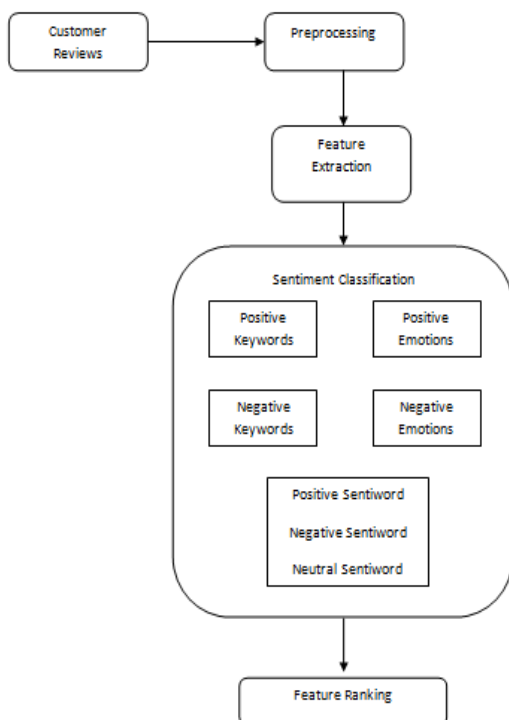 Customer
Reviews
Preprocessing
Feature
Extraction
Sentiment Classification
Positive
Keywords
Positive
Emotions
Negative
Keywords
Negative
Emotions
Positive Sentiword
Negative Sentiword
Neutral Sentiword
Feature Ranking